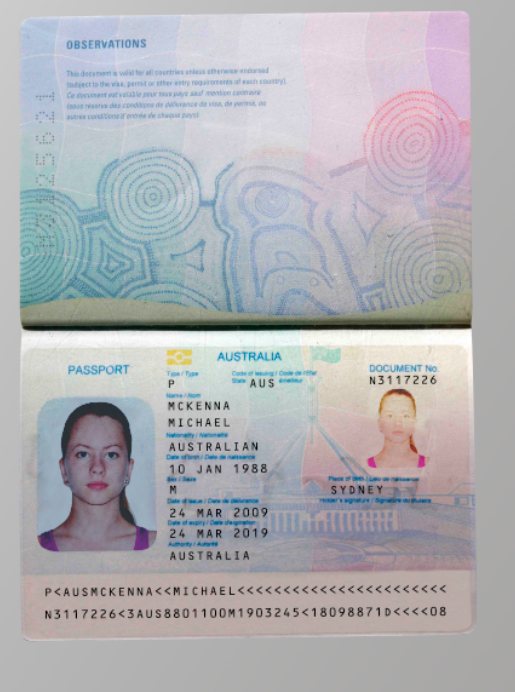 OBSERVATIONS
This document is valid for all countries unless otherwise endorsed
(subject to the visa, permit or other entry requirements of each country).
Ce document est valable pour tous pays sauf mention contraire
(sous réserve des conditions de délivrance de visa, de permis, ou
autres conditions d'entrée de chaque pays)
PASSPORT
AUSTRALIA
Type / Type
Code of issuing / Code de l'état
State émetteur
DOCUMENT No.
P
AUS
N3117226
Name / Nom
MCKENNA
MICHAEL
Nationality / Nationalité
AUSTRALIAN
Date of birth / Date de naissance
10 JAN 1988
Sex / Sexe
Place of birth / Lieu de naissance
M
SYDNEY
Date of issue / Date de délivrance
Holder's signature / Signature du titulaire
24 MAR 2009
Date of expiry / Date d'expiration
24 MAR 2019
Authority / Autorité
AUSTRALIA
P<AUSMCKENNA<<MICHAEL<<<<<<<<<<<<<<<<<<<<<<<
N3117226<3AUS8801100M1903245<18098871D<<<<08